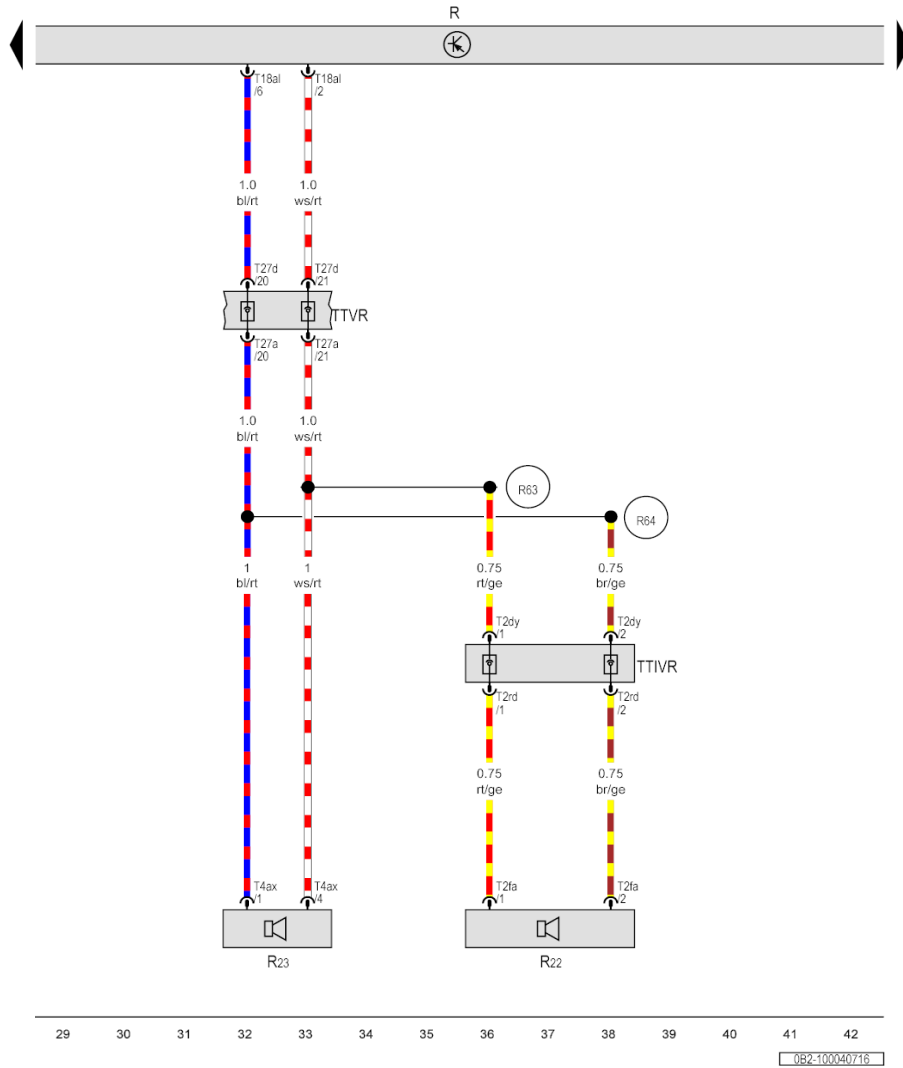 R
T18al
/6
T18al
/2
1.0
bl/rt
1.0
ws/rt
T27d
/20
T27d
/21
TTVR
T27a
/20
T27a
/21
1.0
bl/rt
1.0
ws/rt
R63
R64
1
bl/rt
1
ws/rt
0.75
rt/ge
0.75
br/ge
T2dy
/1
T2dy
/2
TTIVR
T2rd
/1
T2rd
/2
0.75
rt/ge
0.75
br/ge
T4ax
/1
T4ax
/4
T2fa
/1
T2fa
/2
R23
R22
29 30 31 32 33 34 35 36 37 38 39 40 41 42
0B2-100040716